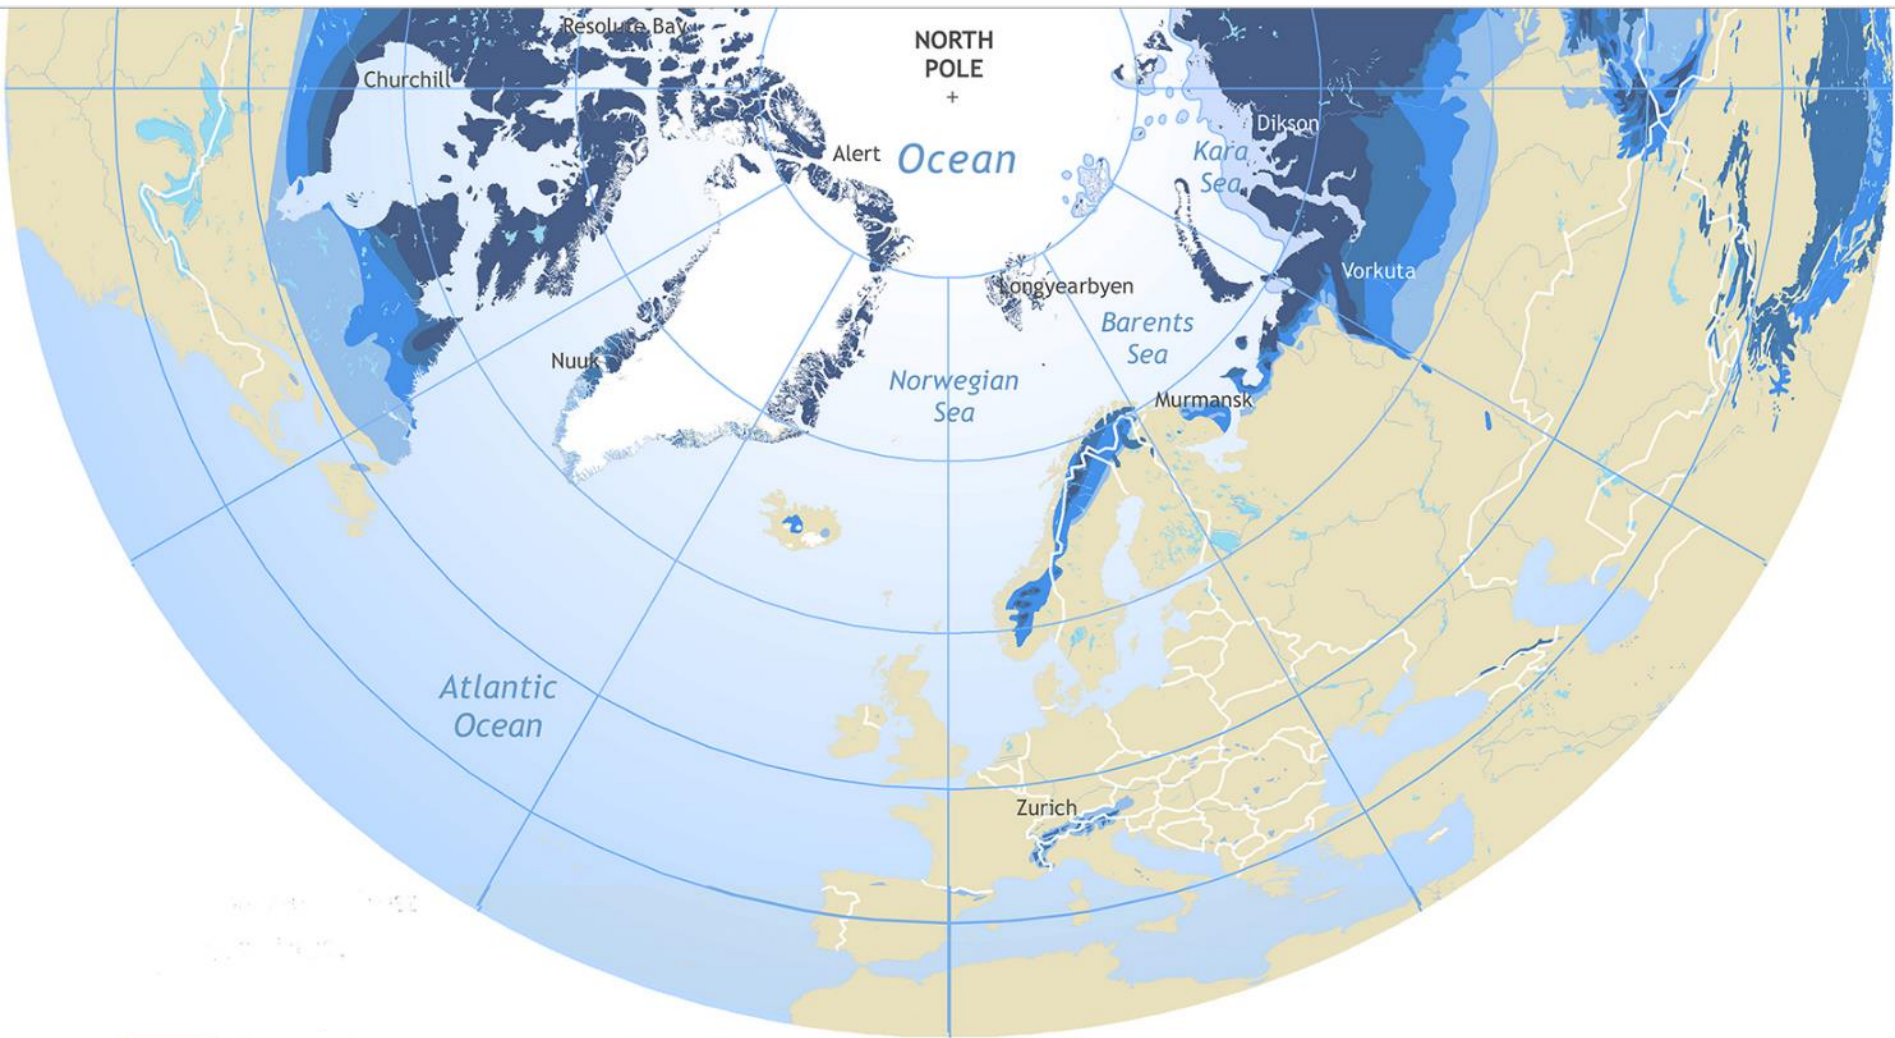 Resolute Bay
NORTH
POLE
+
Churchill
Dikson
Alert
Ocean
Kara
Sea
Vorkuta
Longyearbyen
Barents
Sea
Nuuk
Norwegian
Sea
Murmansk
Atlantic
Ocean
Zurich